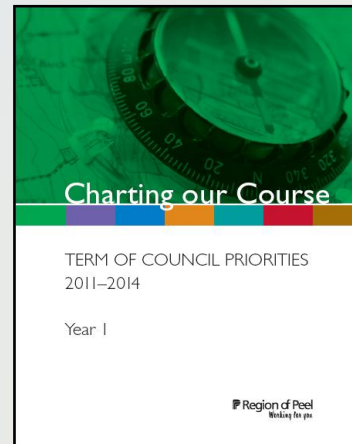 Charting our Course
TERM OF COUNCIL PRIORITIES
2011–2014
Year 1
Region of Peel
Working for you